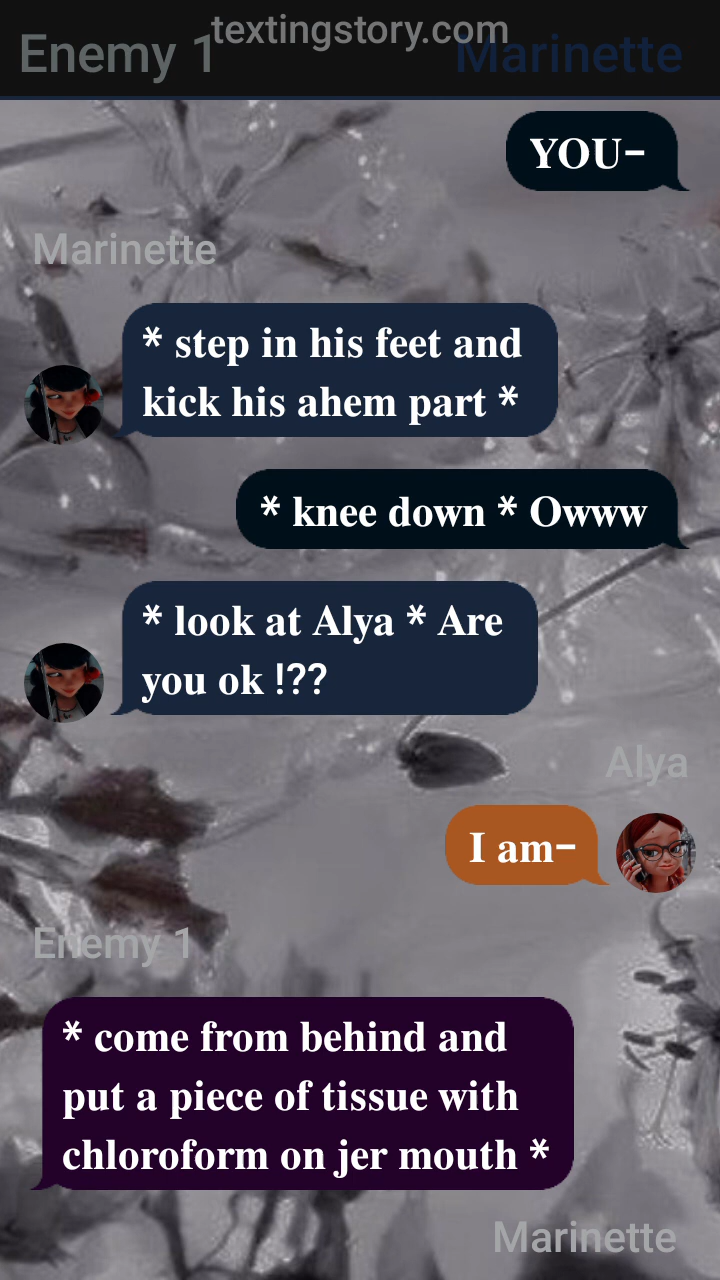 textingstory.com
Enemy 1 Marinette
YOU-
Marinette
* step in his feet and
kick his ahem part *
* knee down * Owww
* look at Alya * Are
you ok !??
Alya
I am-
Enemy 1
* come from behind and
put a piece of tissue with
chloroform on jer mouth *
Marinette